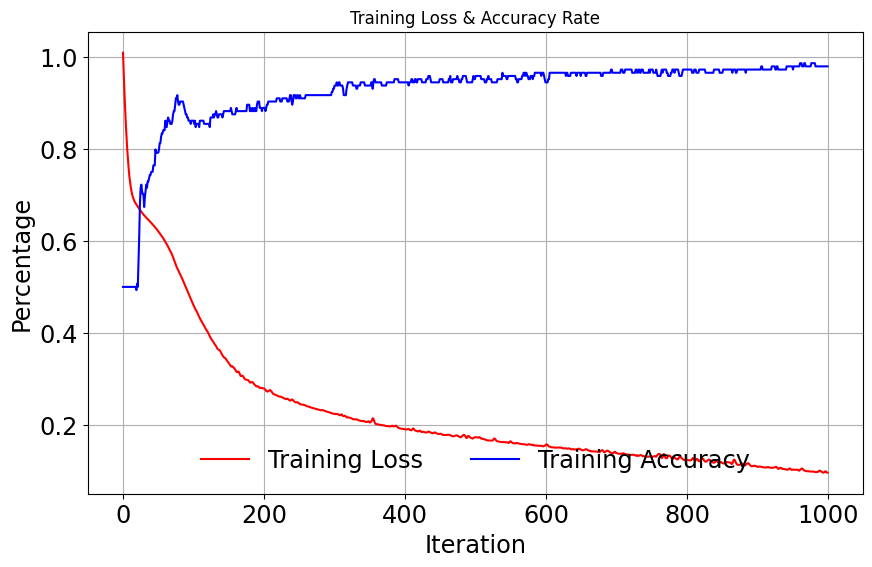 Training Loss & Accuracy Rate
1.0
0.8
0.6
0.4
0.2
Percentage
Training Loss
Training Accuracy
0 200 400 600 800 1000
Iteration